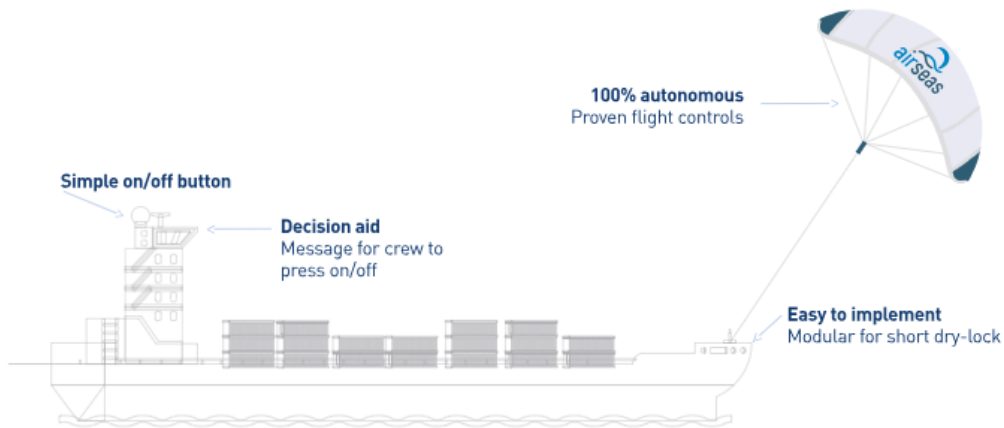 airseas
100% autonomous
Proven flight controls
Simple on/off button
Decision aid
Message for crew to
press on/off
Easy to implement
Modular for short dry-lock